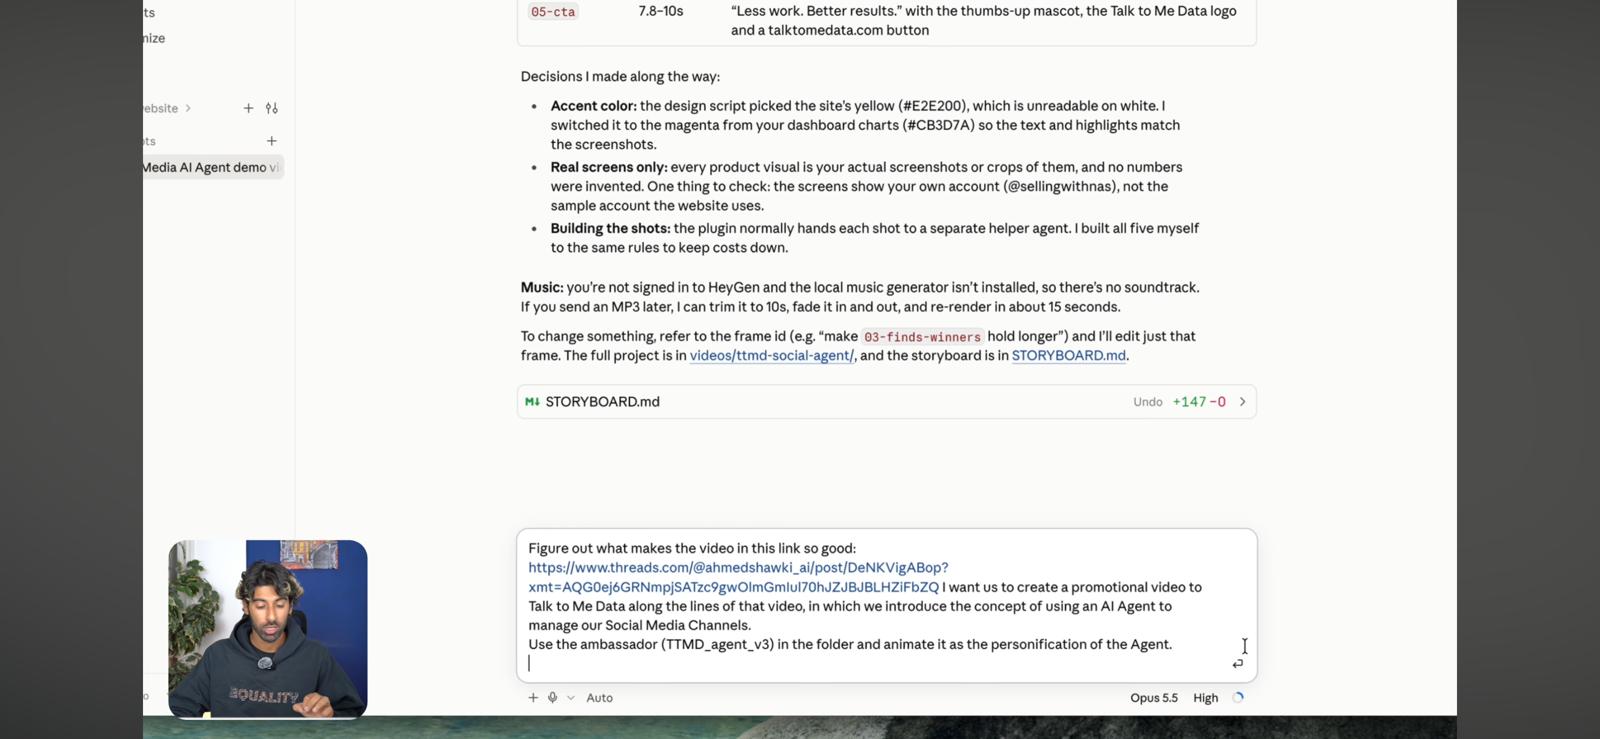 ts
mize
ebsite >
ts
Media AI Agent demo vi
05-cta 7.8–10s “Less work. Better results.” with the thumbs-up mascot, the Talk to Me Data logo
and a talktomedata.com button
Decisions I made along the way:
• Accent color: the design script picked the site’s yellow (#E2E200), which is unreadable on white. I
switched it to the magenta from your dashboard charts (#CB3D7A) so the text and highlights match
the screenshots.
• Real screens only: every product visual is your actual screenshots or crops of them, and no numbers
were invented. One thing to check: the screens show your own account (@sellingwithnas), not the
sample account the website uses.
• Building the shots: the plugin normally hands each shot to a separate helper agent. I built all five myself
to the same rules to keep costs down.
Music: you’re not signed in to HeyGen and the local music generator isn’t installed, so there’s no soundtrack.
If you send an MP3 later, I can trim it to 10s, fade it in and out, and re-render in about 15 seconds.
To change something, refer to the frame id (e.g. “make 03-finds-winners hold longer”) and I’ll edit just that
frame. The full project is in videos/ttmd-social-agent/, and the storyboard is in STORYBOARD.md.
M↓ STORYBOARD.md Undo +147 -0 >
Figure out what makes the video in this link so good:
https://www.threads.com/@ahmedshawki_ai/post/DeNKVigABop?
xmt=AQG0ej6GRNmpjSATzc9gwOlmGmIul70hJZJBJBLHZiFbZQ I want us to create a promotional video to
Talk to Me Data along the lines of that video, in which we introduce the concept of using an AI Agent to
manage our Social Media Channels.
Use the ambassador (TTMD_agent_v3) in the folder and animate it as the personification of the Agent.
Auto Opus 5.5 High
EQUALITY